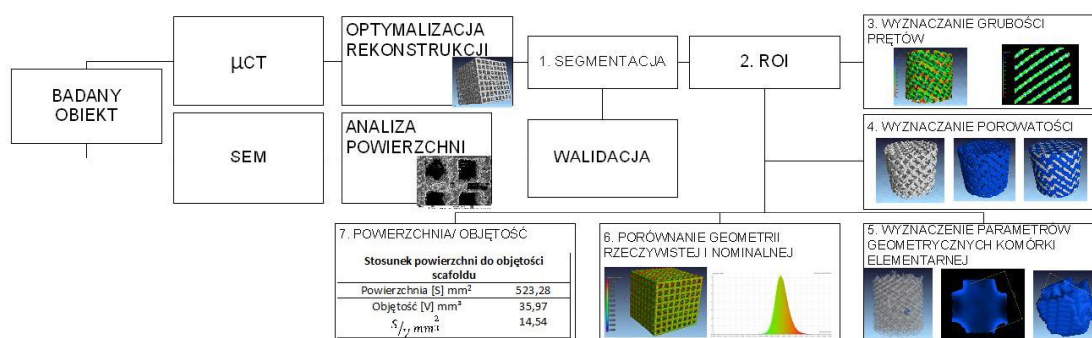 BADANY
OBIEKT
µCT
SEM
OPTYMALIZACJA
REKONSTRUKCJI
ANALIZA
POWIERZCHNI
1. SEGMENTACJA
WALIDACJA
2. ROI
3. WYZNACZANIE GRUBOŚCI
PRĘTÓW
4. WYZNACZANIE POROWATOŚCI
5. WYZNACZENIE PARAMETRÓW
GEOMETRYCZNYCH KOMÓRKI
ELEMENTARNEJ
6. PORÓWNANIE GEOMETRII
RZECZYWISTEJ I NOMINALNEJ
7. POWIERZCHNIA/ OBJĘTOŚĆ
Stosunek powierzchni do objętości
scafoldu
Powierzchnia [S] mm² 523,28
Objętość [V] mm³ 35,97
S/V mm² 14,54